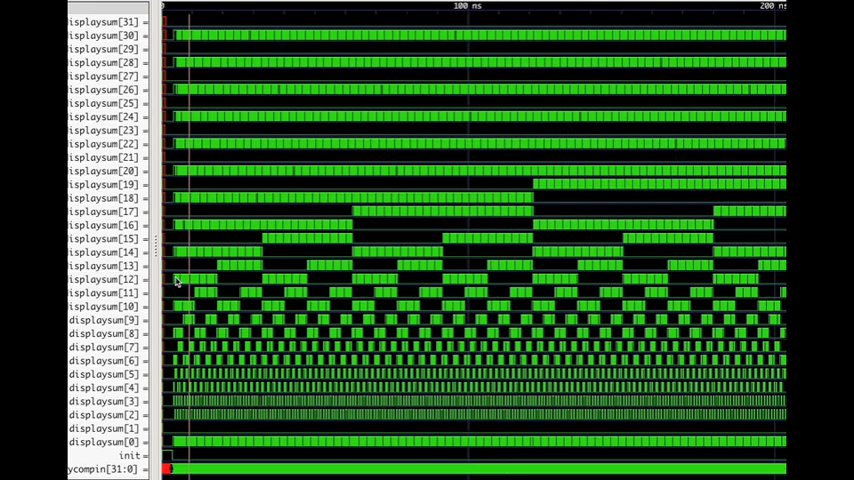 100 ns
200 ns
isplaysum[31] =
isplaysum[30] =
isplaysum[29] =
isplaysum[28] =
isplaysum[27] =
isplaysum[26] =
isplaysum[25] =
isplaysum[24] =
isplaysum[23] =
isplaysum[22] =
isplaysum[21] =
isplaysum[20] =
isplaysum[19] =
isplaysum[18] =
isplaysum[17] =
isplaysum[16] =
isplaysum[15] =
isplaysum[14] =
isplaysum[13] =
isplaysum[12] =
isplaysum[11] =
isplaysum[10] =
displaysum[9] =
displaysum[8] =
displaysum[7] =
displaysum[6] =
displaysum[5] =
displaysum[4] =
displaysum[3] =
displaysum[2] =
displaysum[1] =
displaysum[0] =
init =
ycompin[31:0] =